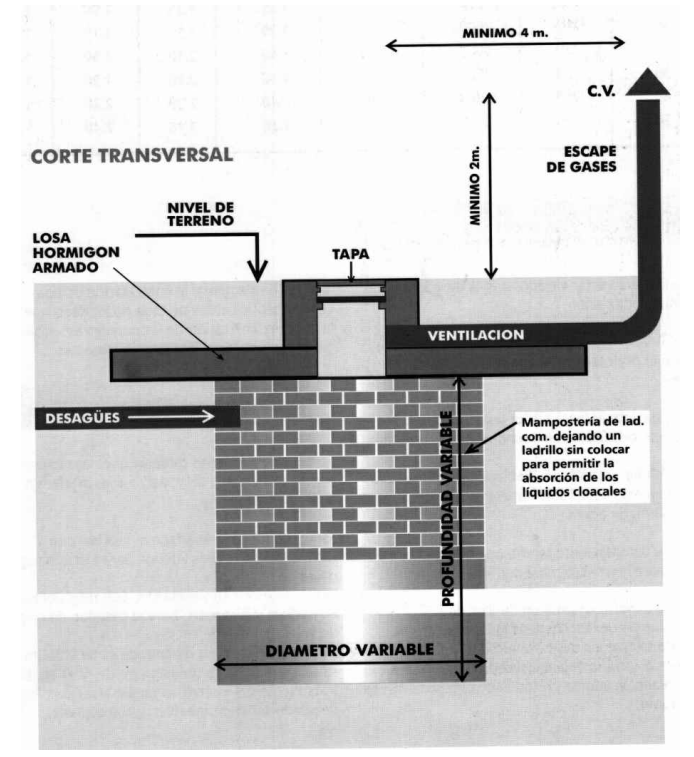 MINIMO 4 m.
C.V.
CORTE TRANSVERSAL
MINIMO 2m.
ESCAPE
DE GASES
NIVEL DE
TERRENO
LOSA
HORMIGON
ARMADO
TAPA
VENTILACION
DESAGÜES
PROFUNDIDAD VARIABLE
Mampostería de lad.
com. dejando un
ladrillo sin colocar
para permitir la
absorción de los
líquidos cloacales
DIAMETRO VARIABLE